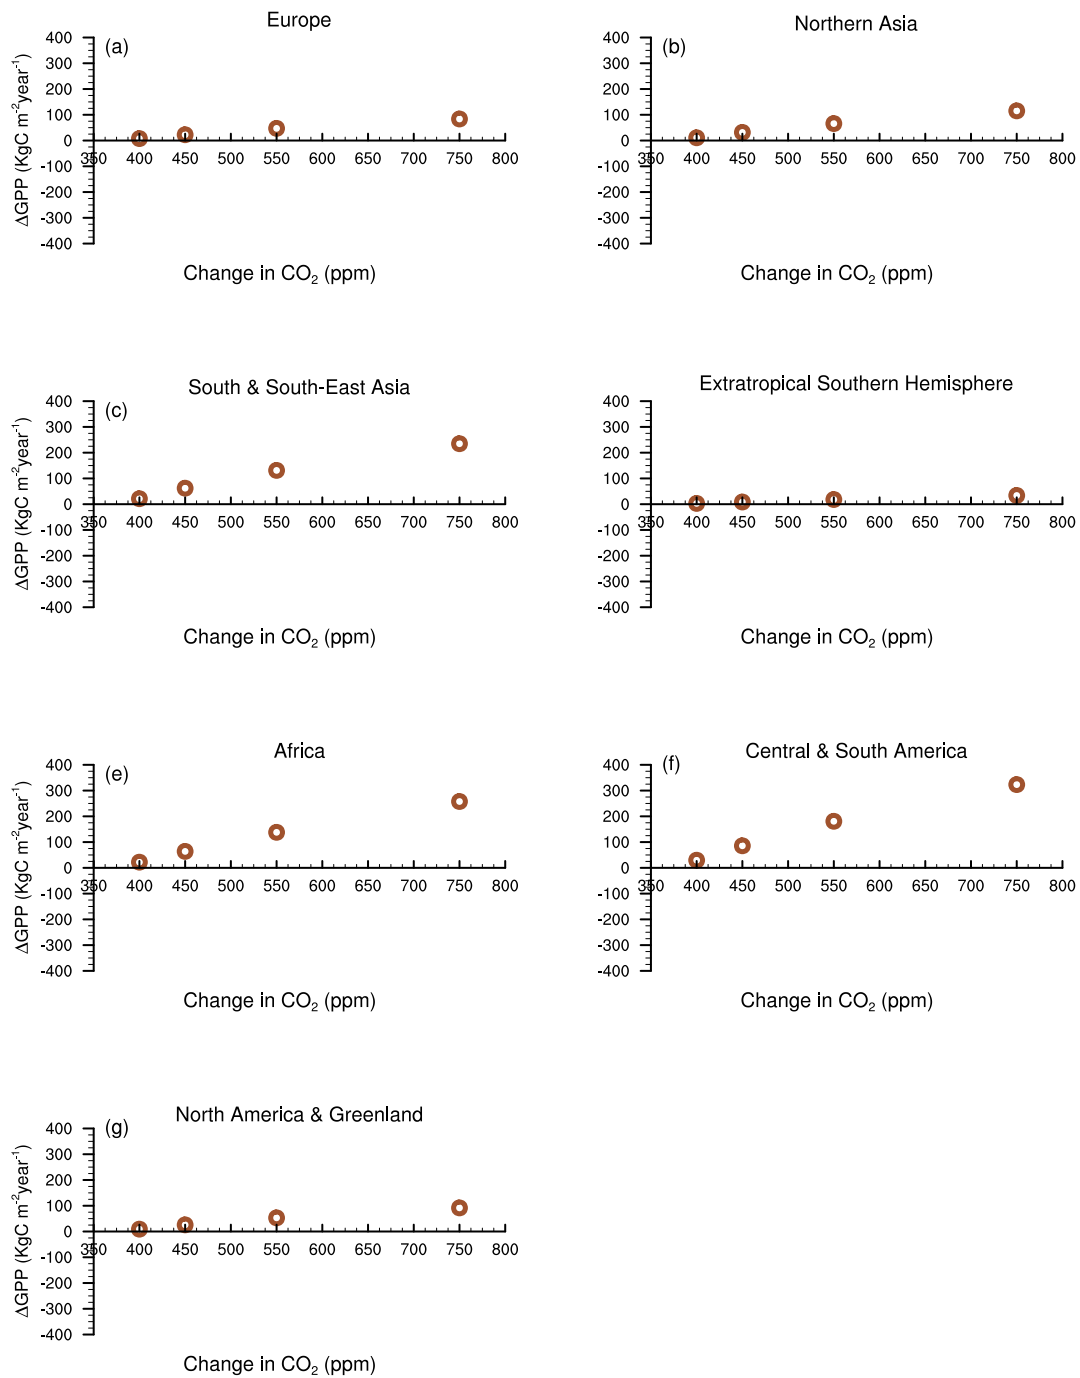 Europe
(a)
400
300
200
100
0
-100
-200
-300
-400
350 400 450 500 550 600 650 700 750 800
ΔGPP (KgC m⁻²year⁻¹)
Change in CO₂ (ppm)
Northern Asia
(b)
400
300
200
100
0
-100
-200
-300
-400
350 400 450 500 550 600 650 700 750 800
Change in CO₂ (ppm)
South & South-East Asia
(c)
400
300
200
100
0
-100
-200
-300
-400
350 400 450 500 550 600 650 700 750 800
ΔGPP (KgC m⁻²year⁻¹)
Change in CO₂ (ppm)
Extratropical Southern Hemisphere
400
300
200
100
0
-100
-200
-300
-400
350 400 450 500 550 600 650 700 750 800
Change in CO₂ (ppm)
Africa
(e)
400
300
200
100
0
-100
-200
-300
-400
350 400 450 500 550 600 650 700 750 800
ΔGPP (KgC m⁻²year⁻¹)
Change in CO₂ (ppm)
Central & South America
(f)
400
300
200
100
0
-100
-200
-300
-400
350 400 450 500 550 600 650 700 750 800
Change in CO₂ (ppm)
North America & Greenland
(g)
400
300
200
100
0
-100
-200
-300
-400
350 400 450 500 550 600 650 700 750 800
ΔGPP (KgC m⁻²year⁻¹)
Change in CO₂ (ppm)